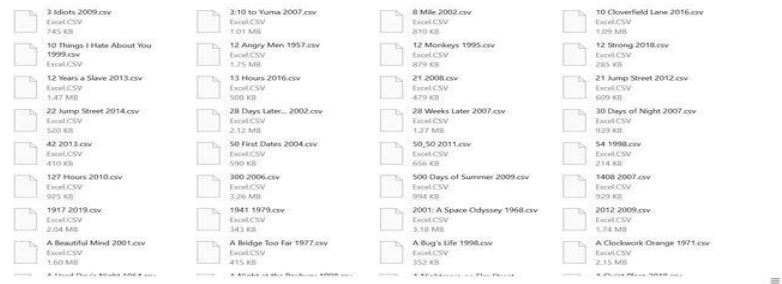 3 Idiots 2009.csv
Excel.CSV
745 KB
3:10 to Yuma 2007.csv
Excel.CSV
1.01 MB
8 Mile 2002.csv
Excel.CSV
810 KB
10 Cloverfield Lane 2016.csv
Excel.CSV
1.09 MB
10 Things I Hate About You
1999.csv
Excel.CSV
12 Angry Men 1957.csv
Excel.CSV
1.75 MB
12 Monkeys 1995.csv
Excel.CSV
879 KB
12 Strong 2018.csv
Excel.CSV
285 KB
12 Years a Slave 2013.csv
Excel.CSV
1.47 MB
13 Hours 2016.csv
Excel.CSV
508 KB
21 2008.csv
Excel.CSV
479 KB
21 Jump Street 2012.csv
Excel.CSV
609 KB
22 Jump Street 2014.csv
Excel.CSV
520 KB
28 Days Later... 2002.csv
Excel.CSV
2.12 MB
28 Weeks Later 2007.csv
Excel.CSV
1.27 MB
30 Days of Night 2007.csv
Excel.CSV
939 KB
42 2013.csv
Excel.CSV
410 KB
50 First Dates 2004.csv
Excel.CSV
590 KB
50_50 2011.csv
Excel.CSV
656 KB
54 1998.csv
Excel.CSV
214 KB
127 Hours 2010.csv
Excel.CSV
925 KB
300 2006.csv
Excel.CSV
3.26 MB
500 Days of Summer 2009.csv
Excel.CSV
994 KB
1408 2007.csv
Excel.CSV
929 KB
1917 2019.csv
Excel.CSV
2.04 MB
1941 1979.csv
Excel.CSV
343 KB
2001: A Space Odyssey 1968.csv
Excel.CSV
3.18 MB
2012 2009.csv
Excel.CSV
1.74 MB
A Beautiful Mind 2001.csv
Excel.CSV
1.60 MB
A Bridge Too Far 1977.csv
Excel.CSV
415 KB
A Bug's Life 1998.csv
Excel.CSV
352 KB
A Clockwork Orange 1971.csv
Excel.CSV
2.15 MB